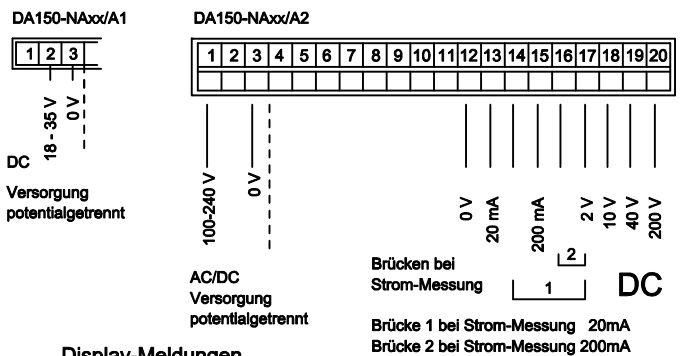 DA150-NAxx/A1
DA150-NAxx/A2
1 2 3
1 2 3 4 5 6 7 8 9 10 11 12 13 14 15 16 17 18 19 20
18 - 35 V
0 V
DC
Versorgung
potentialgetrennt
100-240 V
0 V
AC/DC
Versorgung
potentialgetrennt
0 V
20 mA
200 mA
2 V
10 V
40 V
200 V
Brücken bei
Strom-Messung
2
1
DC
Brücke 1 bei Strom-Messung 20mA
Brücke 2 bei Strom-Messung 200mA
Display-Meldungen